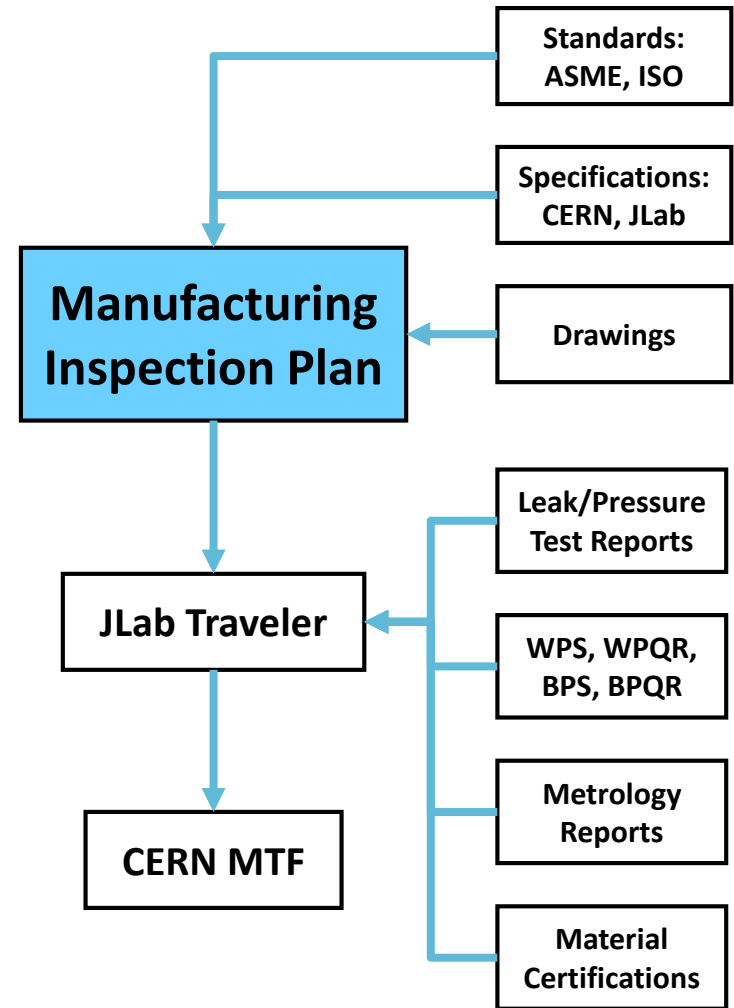 Standards:
ASME, ISO
Specifications:
CERN, JLab
Manufacturing
Inspection Plan
Drawings
Leak/Pressure
Test Reports
JLab Traveler
WPS, WPQR,
BPS, BPQR
Metrology
Reports
CERN MTF
Material
Certifications